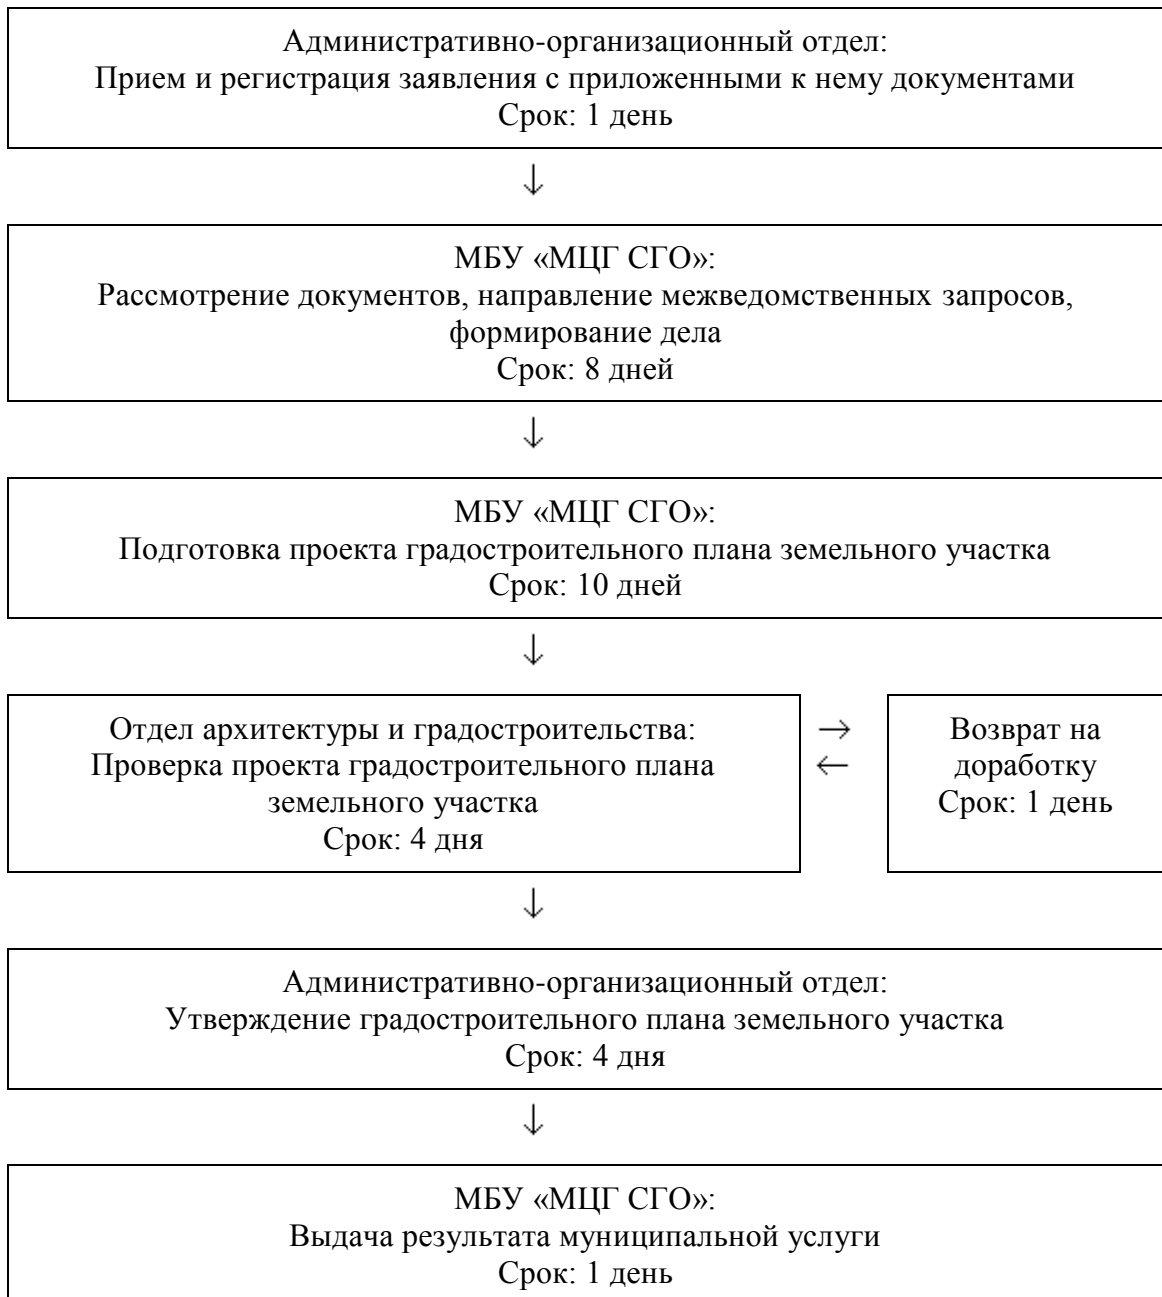 Административно-организационный отдел:
Прием и регистрация заявления с приложенными к нему документами
Срок: 1 день
↓
МБУ «МЦГ СГО»:
Рассмотрение документов, направление межведомственных запросов,
формирование дела
Срок: 8 дней
↓
МБУ «МЦГ СГО»:
Подготовка проекта градостроительного плана земельного участка
Срок: 10 дней
↓
Отдел архитектуры и градостроительства:
Проверка проекта градостроительного плана
земельного участка
Срок: 4 дня
→
←
Возврат на
доработку
Срок: 1 день
↓
Административно-организационный отдел:
Утверждение градостроительного плана земельного участка
Срок: 4 дня
↓
МБУ «МЦГ СГО»:
Выдача результата муниципальной услуги
Срок: 1 день